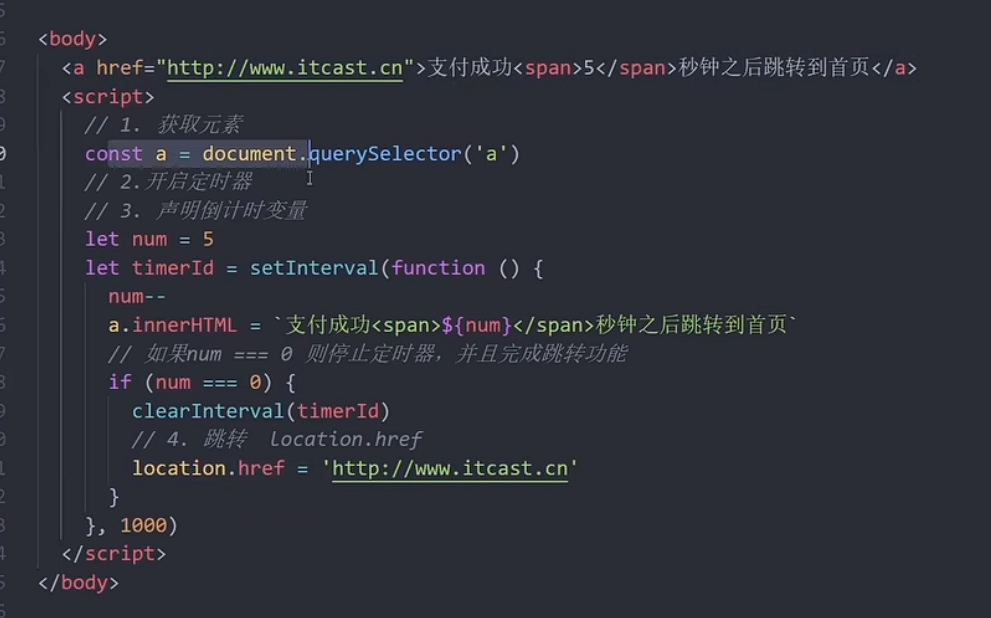 <body>
<a href="http://www.itcast.cn">支付成功<span>5</span>秒钟之后跳转到首页</a>
<script>
// 1. 获取元素
const a = document.querySelector('a')
// 2.开启定时器
// 3. 声明倒计时变量
let num = 5
let timerId = setInterval(function () {
num--
a.innerHTML = `支付成功<span>${num}</span>秒钟之后跳转到首页`
// 如果num === 0 则停止定时器，并且完成跳转功能
if (num === 0) {
clearInterval(timerId)
// 4. 跳转  location.href
location.href = 'http://www.itcast.cn'
}
}, 1000)
</script>
</body>